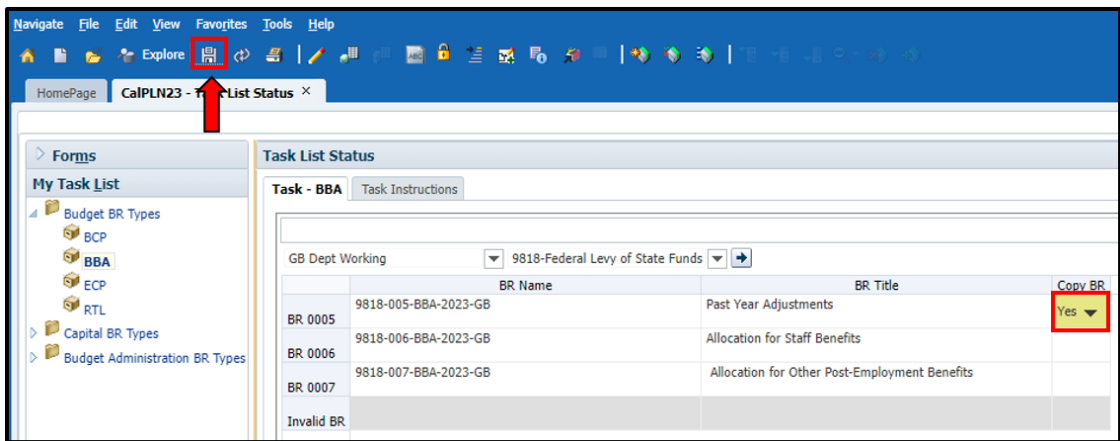 Navigate File Edit View Favorites Tools Help
Explore
HomePage CalPLN23 - Task List Status ×
Forms
My Task List
Budget BR Types
BCP
BBA
ECP
RTL
Capital BR Types
Budget Administration BR Types
Task List Status
Task - BBA Task Instructions
GB Dept Working 9818-Federal Levy of State Funds
BR Name BR Title Copy BR
BR 0005 9818-005-BBA-2023-GB Past Year Adjustments Yes
BR 0006 9818-006-BBA-2023-GB Allocation for Staff Benefits
BR 0007 9818-007-BBA-2023-GB Allocation for Other Post-Employment Benefits
Invalid BR